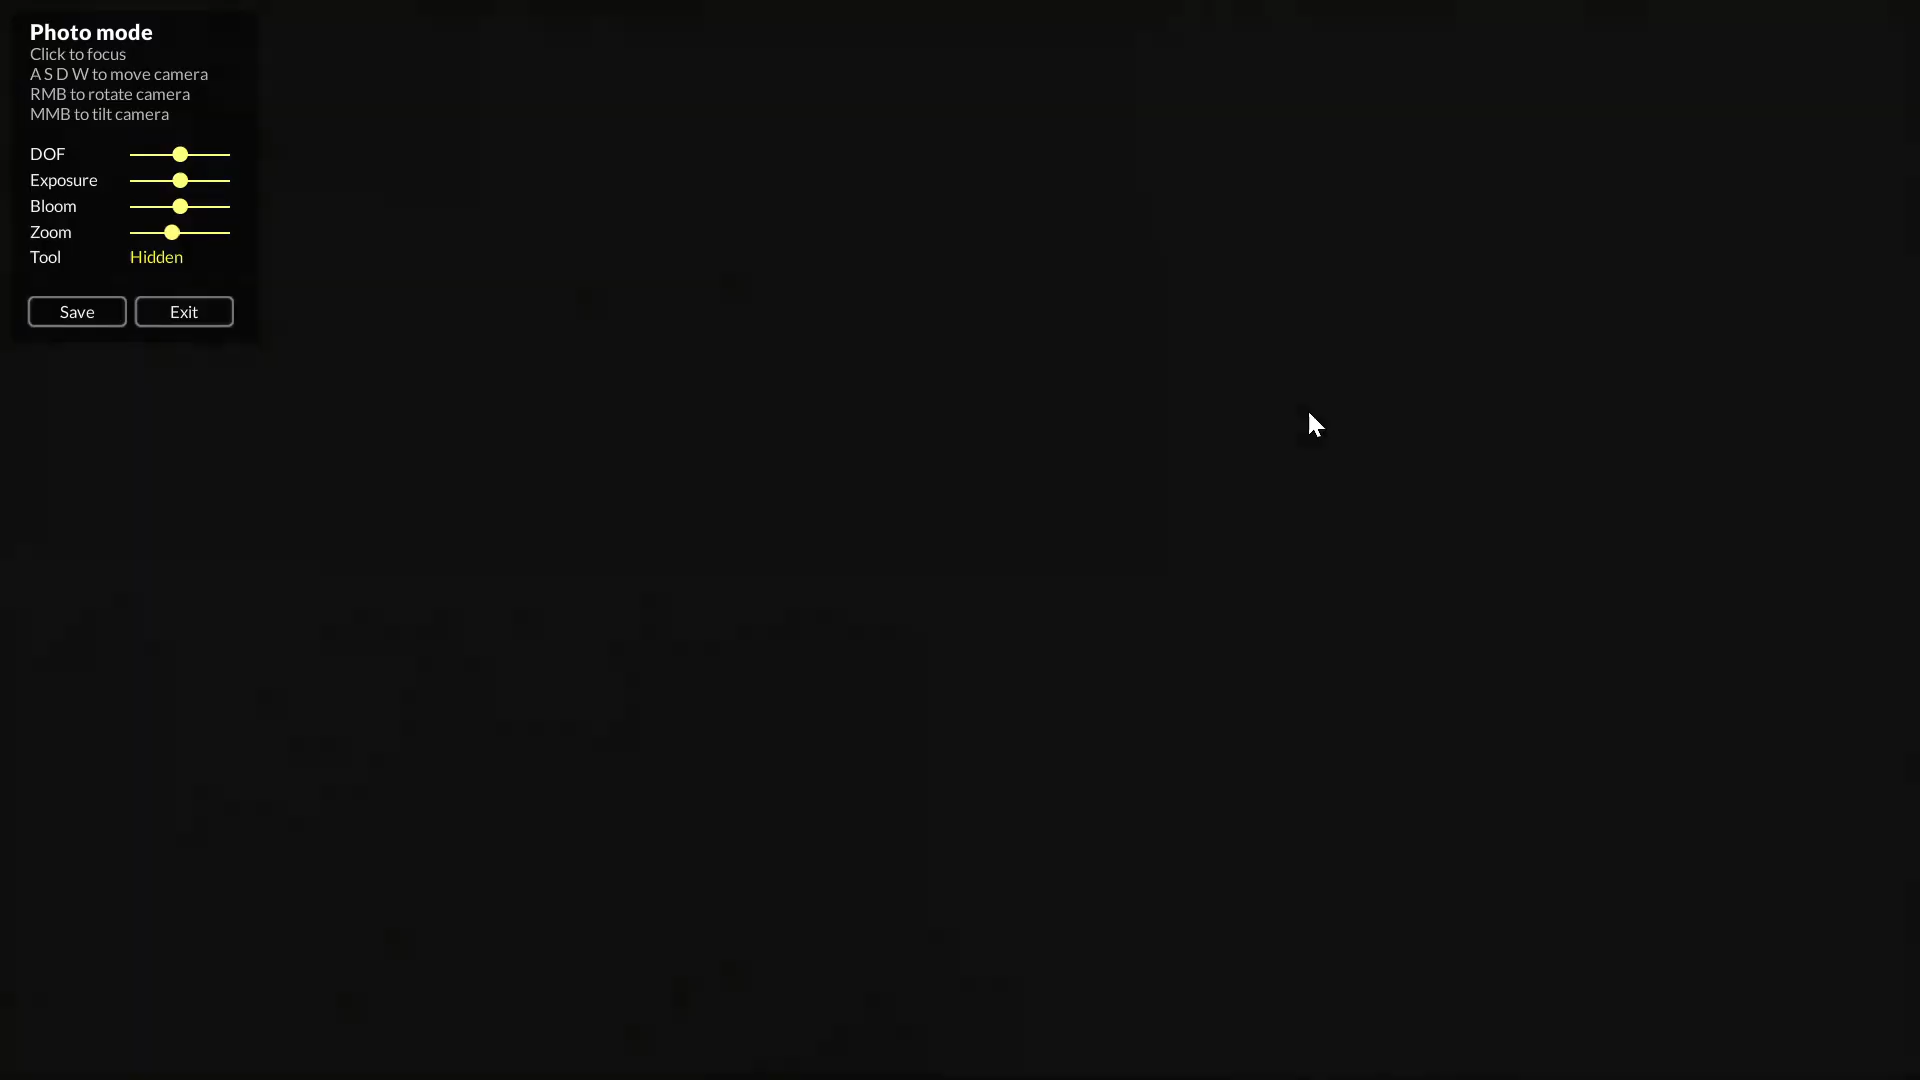 Photo mode
Click to focus
A S D W to move camera
RMB to rotate camera
MMB to tilt camera
DOF
Exposure
Bloom
Zoom
Tool Hidden
Save Exit